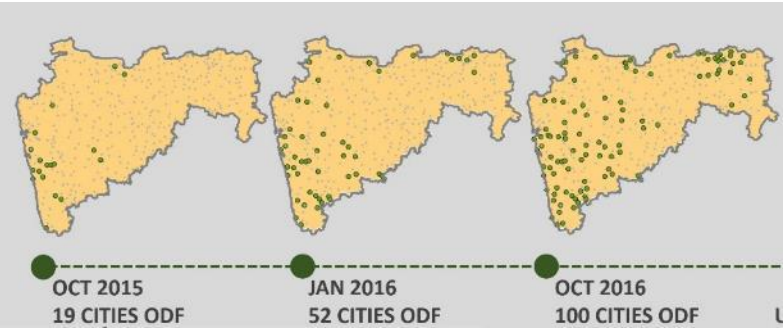 OCT 2015
19 CITIES ODF
JAN 2016
52 CITIES ODF
OCT 2016
100 CITIES ODF